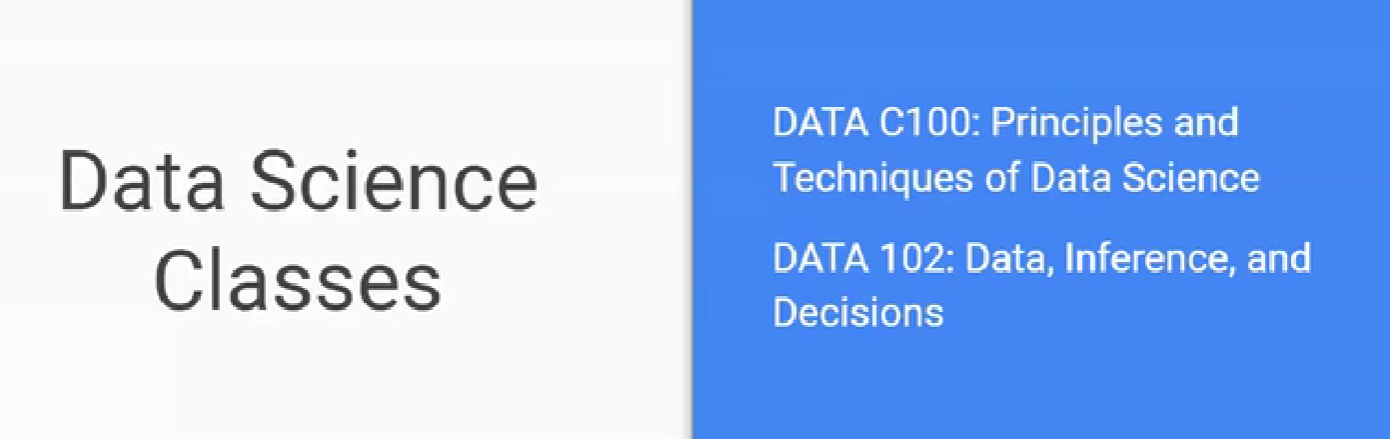 Data Science
Classes
DATA C100: Principles and
Techniques of Data Science
DATA 102: Data, Inference, and
Decisions